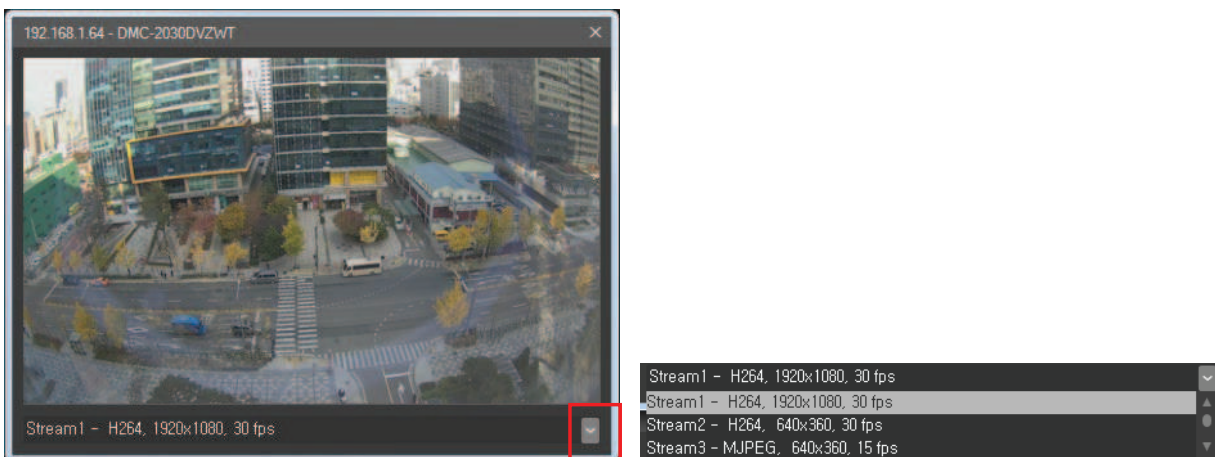 192.168.1.64 - DMC-2030DVZWT
Stream1 - H264, 1920x1080, 30 fps
Stream1 - H264, 1920x1080, 30 fps
Stream1 - H264, 1920x1080, 30 fps
Stream2 - H264, 640x360, 30 fps
Stream3 - MJPEG, 640x360, 15 fps